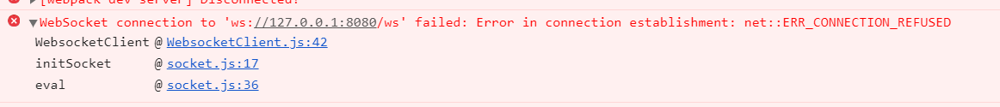 [webpack-dev-server] Disconnected!
WebSocket connection to 'ws://127.0.0.1:8080/ws' failed: Error in connection establishment: net::ERR_CONNECTION_REFUSED
WebsocketClient @ WebsocketClient.js:42
initSocket @ socket.js:17
eval @ socket.js:36